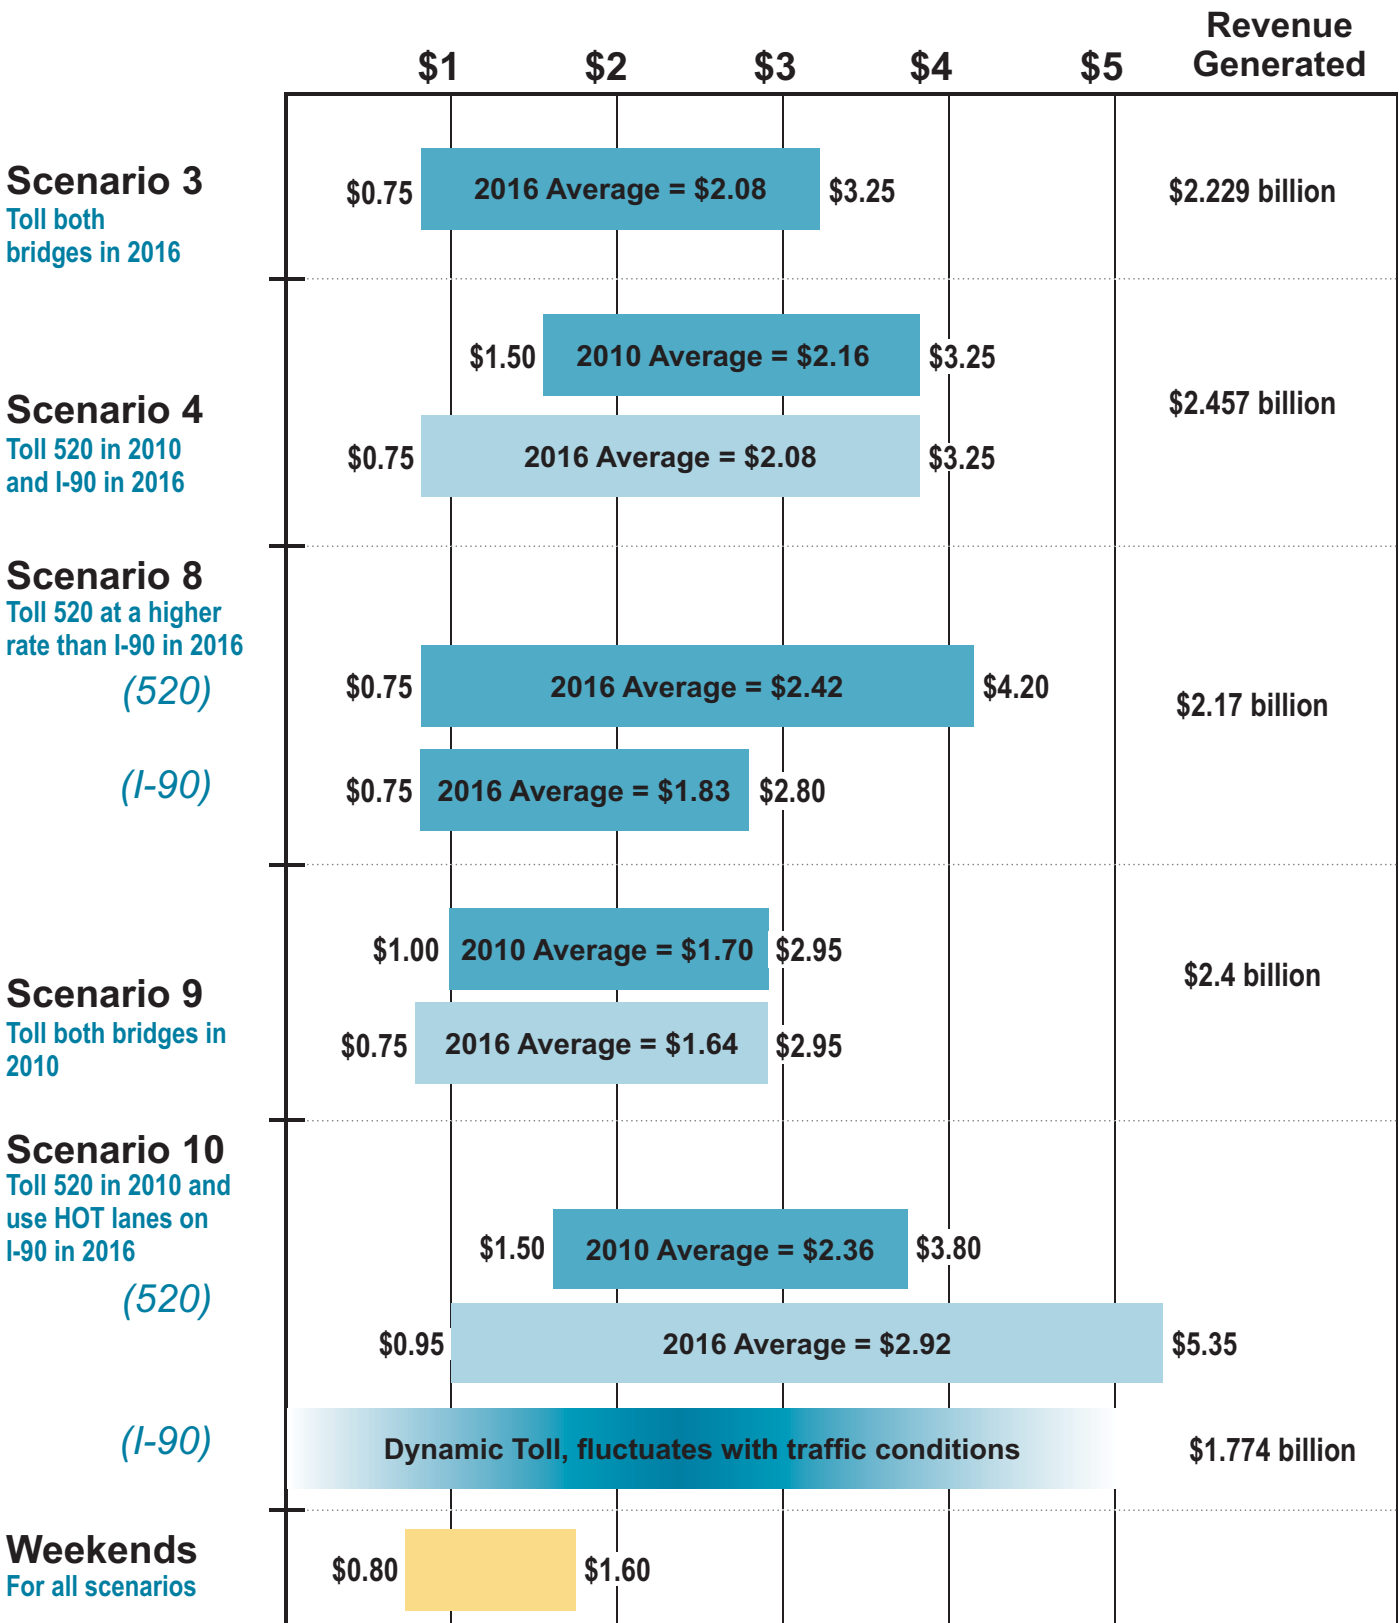 Revenue
Generated
$1 $2 $3 $4 $5
Scenario 3
Toll both
bridges in 2016
$0.75 2016 Average = $2.08 $3.25
$2.229 billion
Scenario 4
Toll 520 in 2010
and I-90 in 2016
$1.50 2010 Average = $2.16 $3.25
$0.75 2016 Average = $2.08 $3.25
$2.457 billion
Scenario 8
Toll 520 at a higher
rate than I-90 in 2016
(520)
$0.75 2016 Average = $2.42 $4.20
(I-90)
$0.75 2016 Average = $1.83 $2.80
$2.17 billion
Scenario 9
Toll both bridges in
2010
$1.00 2010 Average = $1.70 $2.95
$0.75 2016 Average = $1.64 $2.95
$2.4 billion
Scenario 10
Toll 520 in 2010 and
use HOT lanes on
I-90 in 2016
(520)
$1.50 2010 Average = $2.36 $3.80
$0.95 2016 Average = $2.92 $5.35
(I-90)
Dynamic Toll, fluctuates with traffic conditions
$1.774 billion
Weekends
For all scenarios
$0.80 $1.60